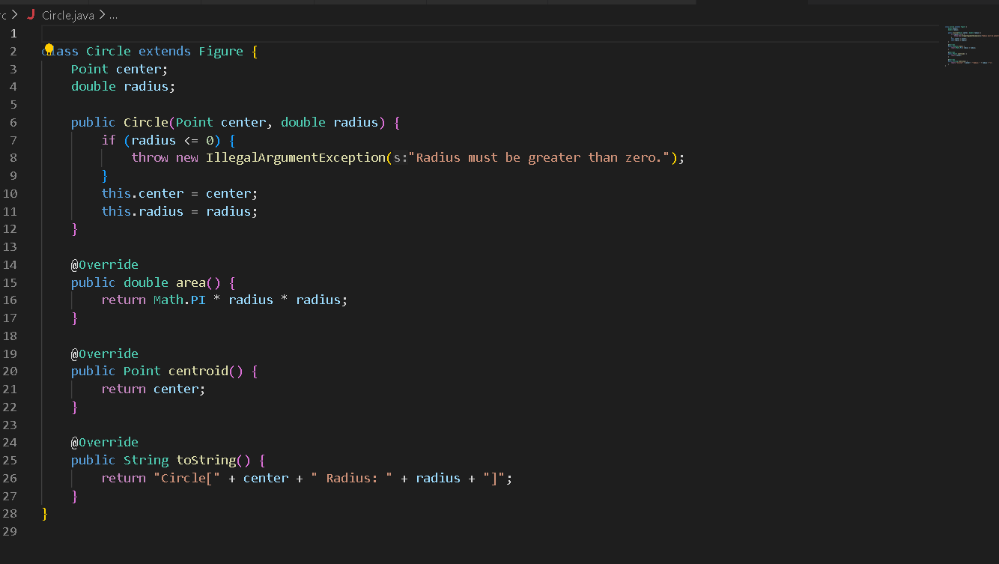 rc > Circle.java > ...
1
2 class Circle extends Figure {
3     Point center;
4     double radius;
5
6     public Circle(Point center, double radius) {
7         if (radius <= 0) {
8             throw new IllegalArgumentException(s:"Radius must be greater than zero.");
9         }
10         this.center = center;
11         this.radius = radius;
12     }
13
14     @Override
15     public double area() {
16         return Math.PI * radius * radius;
17     }
18
19     @Override
20     public Point centroid() {
21         return center;
22     }
23
24     @Override
25     public String toString() {
26         return "Circle[" + center + " Radius: " + radius + "]";
27     }
28 }
29